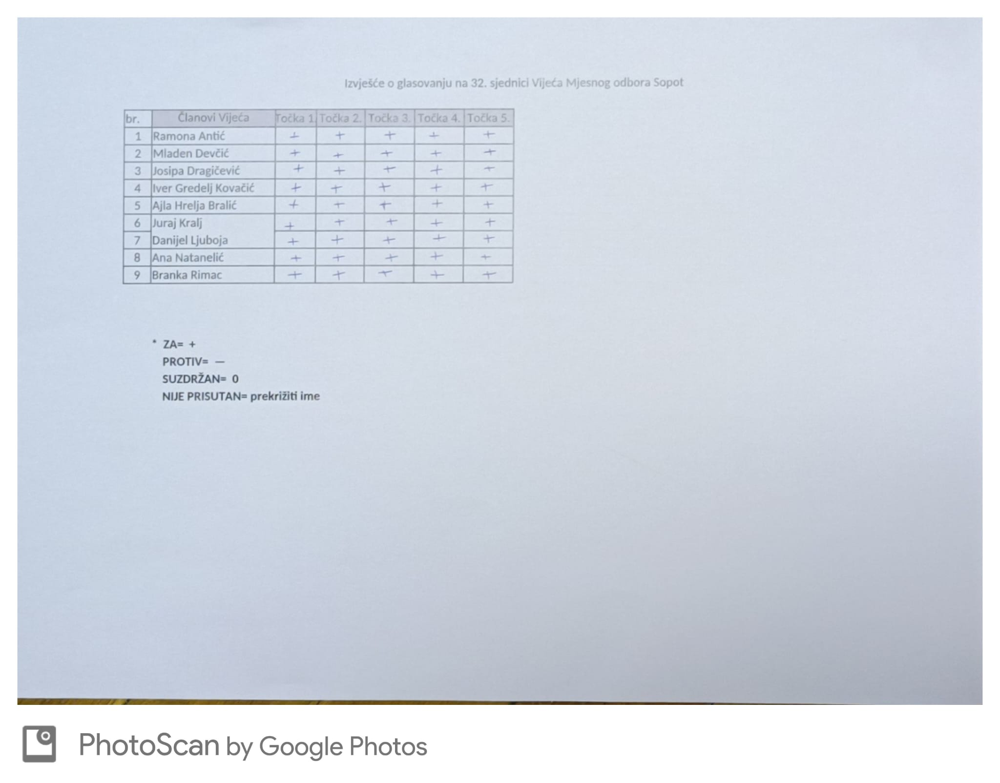 Izvješće o glasovanju na 32. sjednici Vijeća Mjesnog odbora Sopot
br. Članovi Vijeća Točka 1. Točka 2. Točka 3. Točka 4. Točka 5.
1 Ramona Antić + + + + +
2 Mladen Devčić + + + + +
3 Josipa Dragičević + + + + +
4 Iver Gredelj Kovačić + + + + +
5 Ajla Hrelja Bralić + + + + +
6 Juraj Kralj + + + + +
7 Danijel Ljuboja + + + + +
8 Ana Natanelić + + + + +
9 Branka Rimac + + + + +
* ZA= +
PROTIV= —
SUZDRŽAN= 0
NIJE PRISUTAN= prekrižiti ime
PhotoScan by Google Photos